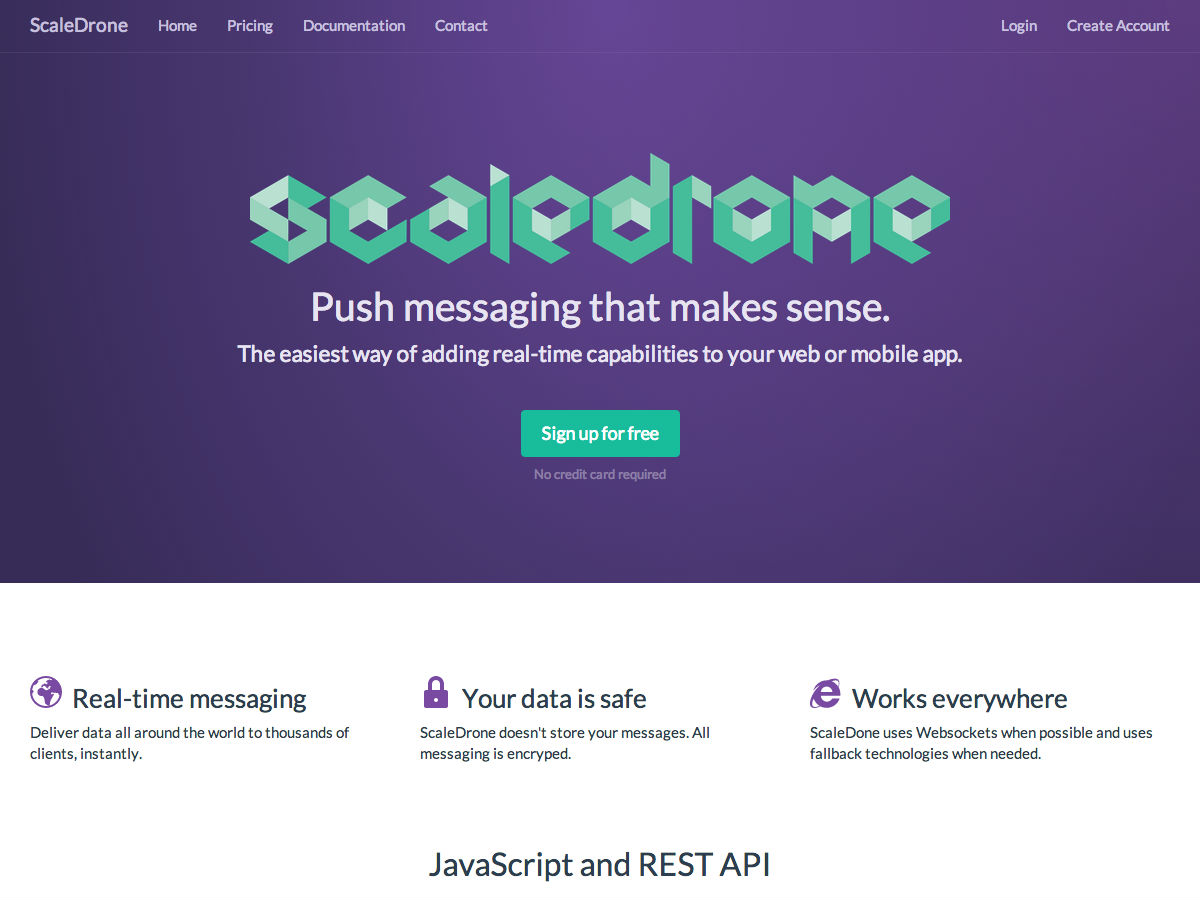 ScaleDrone Home Pricing Documentation Contact Login Create Account
scaledrone
Push messaging that makes sense.
The easiest way of adding real-time capabilities to your web or mobile app.
Sign up for free
No credit card required
Real-time messaging
Deliver data all around the world to thousands of
clients, instantly.
Your data is safe
ScaleDrone doesn't store your messages. All
messaging is encryped.
Works everywhere
ScaleDone uses Websockets when possible and uses
fallback technologies when needed.
JavaScript and REST API